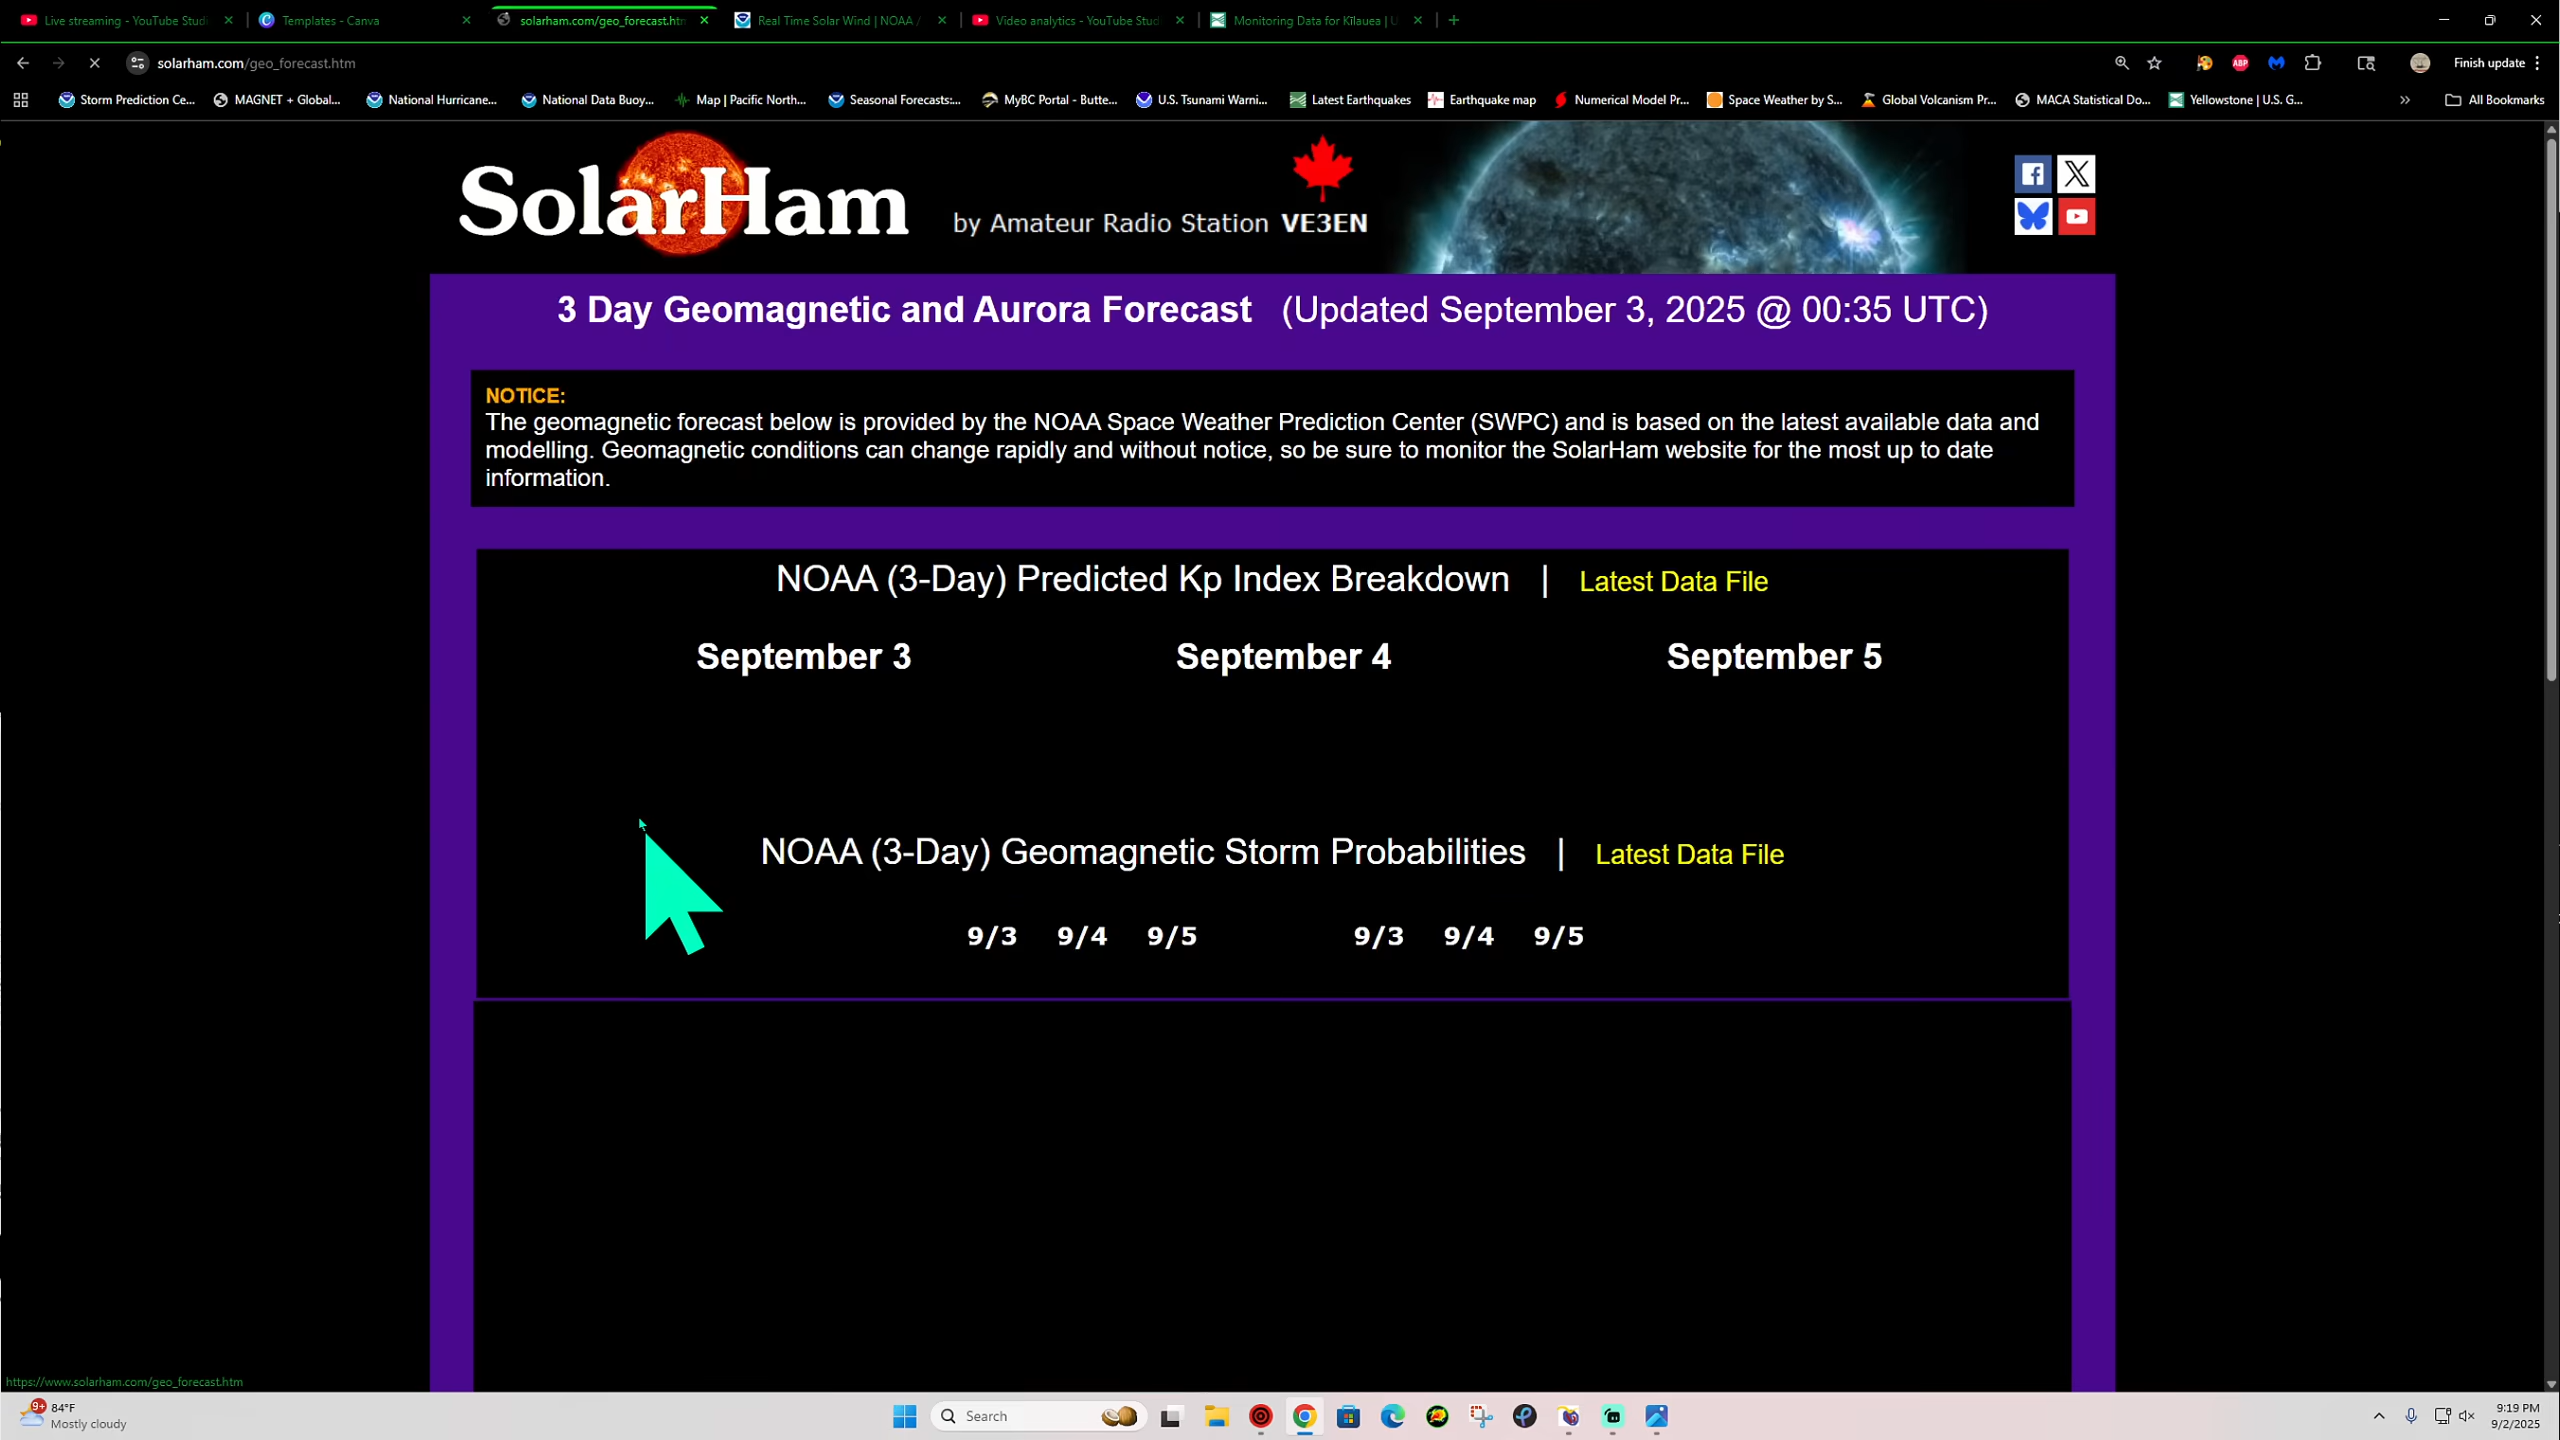 Live streaming - YouTube Studi
Templates - Canva
solarham.com/geo_forecast.htn
Real Time Solar Wind | NOAA /
Video analytics - YouTube Stud
Monitoring Data for Kīlauea | U
solarham.com/geo_forecast.htm
ABP
Finish update
Storm Prediction Ce...
MAGNET + Global...
National Hurricane...
National Data Buoy...
Map | Pacific North...
Seasonal Forecasts:...
MyBC Portal - Butte...
U.S. Tsunami Warni...
Latest Earthquakes
Earthquake map
Numerical Model Pr...
Space Weather by S...
Global Volcanism Pr...
MACA Statistical Do...
Yellowstone | U.S. G...
All Bookmarks
SolarHam
by Amateur Radio Station VE3EN
3 Day Geomagnetic and Aurora Forecast (Updated September 3, 2025 @ 00:35 UTC)
NOTICE:
The geomagnetic forecast below is provided by the NOAA Space Weather Prediction Center (SWPC) and is based on the latest available data and
modelling. Geomagnetic conditions can change rapidly and without notice, so be sure to monitor the SolarHam website for the most up to date
information.
NOAA (3-Day) Predicted Kp Index Breakdown | Latest Data File
September 3 September 4 September 5
NOAA (3-Day) Geomagnetic Storm Probabilities | Latest Data File
9/3 9/4 9/5 9/3 9/4 9/5
https://www.solarham.com/geo_forecast.htm
9+
84°F
Mostly cloudy
Search
9:19 PM
9/2/2025